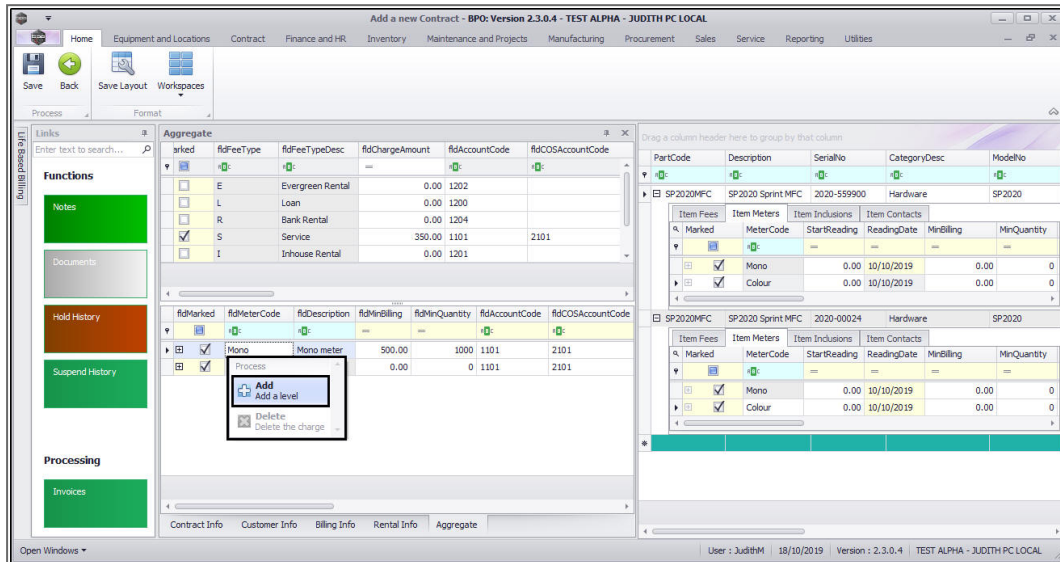 Add a new Contract - BPO: Version 2.3.0.4 - TEST ALPHA - JUDITH PC LOCAL
Home Equipment and Locations Contract Finance and HR Inventory Maintenance and Projects Manufacturing Procurement Sales Service Reporting Utilities
Save Back Save Layout Workspaces
Process Format
Life Based Billing
Links
Enter text to search...
Functions
Notes
Documents
Hold History
Suspend History
Processing
Invoices
Aggregate
arked fldFeeType fldFeeTypeDesc fldChargeAmount fldAccountCode fldCOSAccountCode
E Evergreen Rental 0.00 1202
L Loan 0.00 1200
R Bank Rental 0.00 1204
S Service 350.00 1101 2101
I Inhouse Rental 0.00 1201
fldMarked fldMeterCode fldDescription fldMinBilling fldMinQuantity fldAccountCode fldCOSAccountCode
Mono Mono meter 500.00 1000 1101 2101
0.00 0 1101 2101
Process
Add
Add a level
Delete
Delete the charge
Contract Info Customer Info Billing Info Rental Info Aggregate
Drag a column header here to group by that column
PartCode Description SerialNo CategoryDesc ModelNo
SP2020MFC SP2020 Sprint MFC 2020-559900 Hardware SP2020
Item Fees Item Meters Item Inclusions Item Contacts
Marked MeterCode StartReading ReadingDate MinBilling MinQuantity
Mono 0.00 10/10/2019 0.00 0
Colour 0.00 10/10/2019 0.00 0
SP2020MFC SP2020 Sprint MFC 2020-00024 Hardware SP2020
Item Fees Item Meters Item Inclusions Item Contacts
Marked MeterCode StartReading ReadingDate MinBilling MinQuantity
Mono 0.00 10/10/2019 0.00 0
Colour 0.00 10/10/2019 0.00 0
Open Windows User : JudithM 18/10/2019 Version : 2.3.0.4 TEST ALPHA - JUDITH PC LOCAL